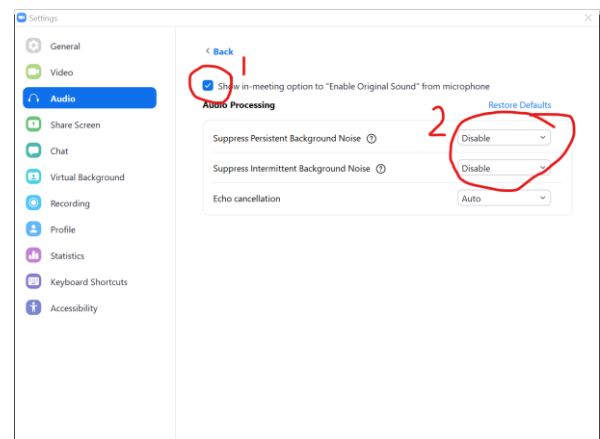 Settings
General
Video
Audio
Share Screen
Chat
Virtual Background
Recording
Profile
Statistics
Keyboard Shortcuts
Accessibility
< Back
1
Show in-meeting option to "Enable Original Sound" from microphone
Audio Processing
Restore Defaults
2
Suppress Persistent Background Noise ? Disable
Suppress Intermittent Background Noise ? Disable
Echo cancellation Auto